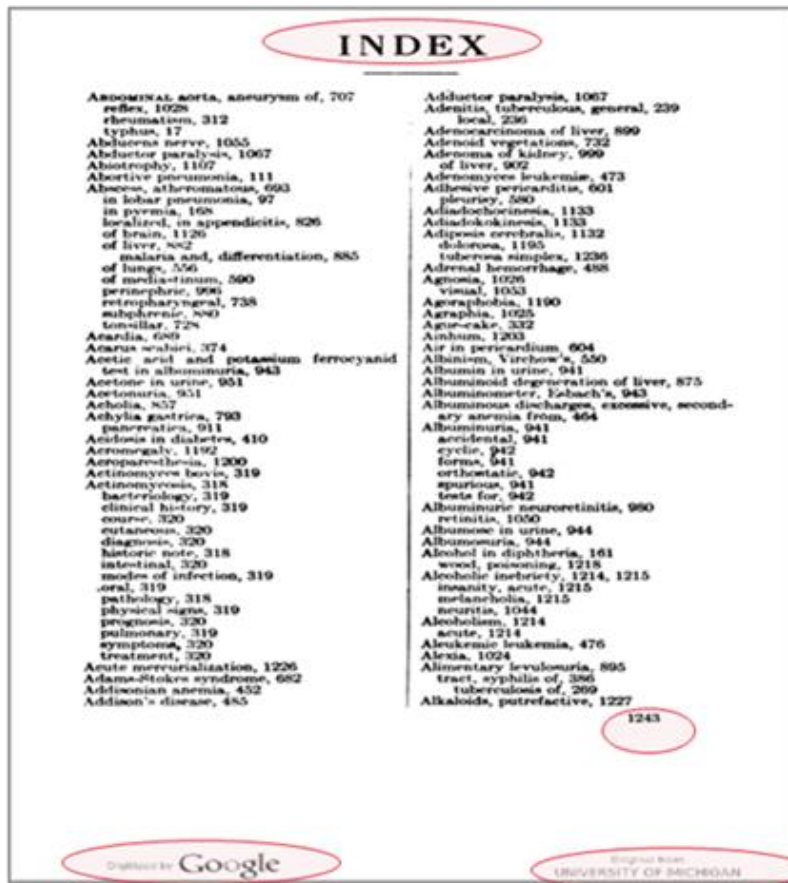 INDEX
ABDOMINAL aorta, aneurysm of, 707
reflex, 1028
rheumatism, 312
typhus, 17
Abducens nerve, 1055
Abductor paralysis, 1067
Abiotrophy, 1107
Abortive pneumonia, 111
Abscess, atheromatous, 693
in lobar pneumonia, 97
in pyemia, 168
localized, in appendicitis, 826
of brain, 1126
of liver, 882
malaria and, differentiation, 885
of lungs, 556
of mediastinum, 590
perinephric, 996
retropharyngeal, 738
subphrenic, 880
tonsillar, 728
Acardia, 689
Acarus scabiei, 374
Acetic acid and potassium ferrocyanid
test in albuminuria, 943
Acetone in urine, 951
Acetonuria, 951
Acholia, 857
Achylia gastrica, 793
pancreatica, 911
Acidosis in diabetes, 410
Acromegaly, 1192
Acroparesthesia, 1200
Actinomyces bovis, 319
Actinomycosis, 318
bacteriology, 319
clinical history, 319
course, 320
cutaneous, 320
diagnosis, 320
historic note, 318
intestinal, 320
modes of infection, 319
oral, 319
pathology, 318
physical signs, 319
prognosis, 320
pulmonary, 319
symptoms, 320
treatment, 320
Acute mercurialization, 1226
Adams-Stokes syndrome, 682
Addisonian anemia, 452
Addison's disease, 485
Adductor paralysis, 1067
Adenitis, tuberculous, general, 239
local, 236
Adenocarcinoma of liver, 899
Adenoid vegetations, 732
Adenoma of kidney, 999
of liver, 902
Adenomyces leukemiæ, 473
Adhesive pericarditis, 601
pleurisy, 580
Adiadochocinesia, 1133
Adiadokokinesis, 1133
Adiposis cerebralis, 1132
dolorosa, 1195
tuberosa simplex, 1236
Adrenal hemorrhage, 488
Agnosia, 1026
visual, 1053
Agoraphobia, 1190
Agraphia, 1025
Ague-cake, 332
Ainhum, 1203
Air in pericardium, 604
Albinism, Virchow's, 550
Albumin in urine, 941
Albuminoid degeneration of liver, 875
Albuminometer, Esbach's, 943
Albuminous discharges, excessive, second-
ary anemia from, 464
Albuminuria, 941
accidental, 941
cyclic, 942
forms, 941
orthostatic, 942
spurious, 941
tests for, 942
Albuminuric neuroretinitis, 980
retinitis, 1050
Albumose in urine, 944
Albumosuria, 944
Alcohol in diphtheria, 161
wood, poisoning, 1218
Alcoholic inebriety, 1214, 1215
insanity, acute, 1215
melancholia, 1215
neuritis, 1044
Alcoholism, 1214
acute, 1214
Aleukemic leukemia, 476
Alexia, 1024
Alimentary levulosuria, 895
tract, syphilis of, 386
tuberculosis of, 269
Alkaloids, putrefactive, 1227
1243
Digitized by Google
Original from
UNIVERSITY OF MICHIGAN